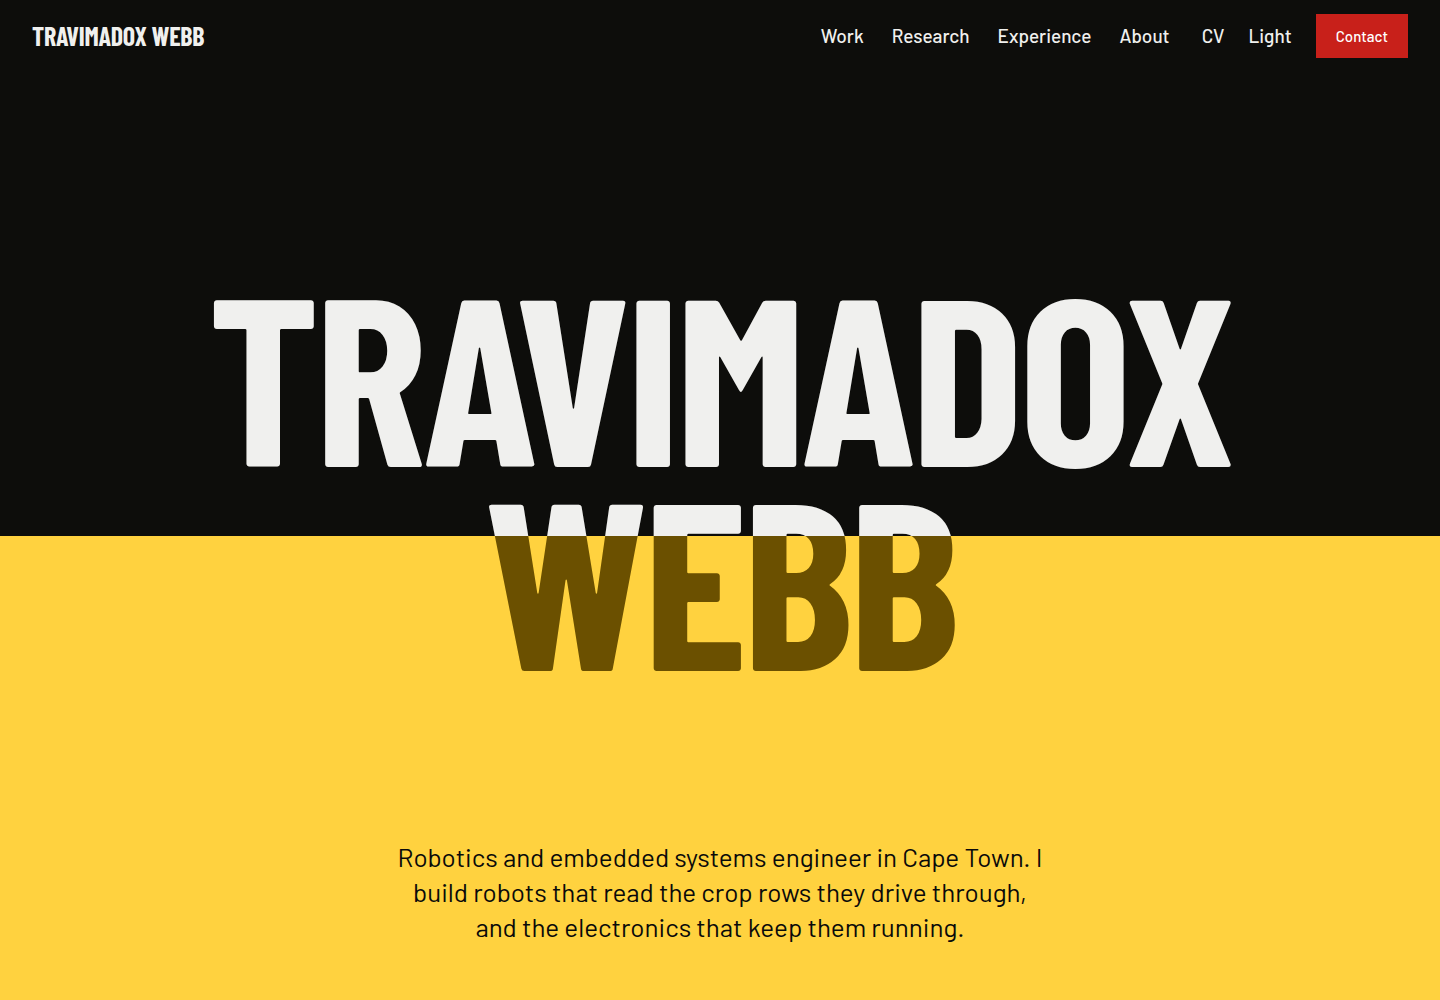 TRAVIMADOX WEBB
Work Research Experience About CV Light Contact
TRAVIMADOX
WEBB
Robotics and embedded systems engineer in Cape Town. I
build robots that read the crop rows they drive through,
and the electronics that keep them running.